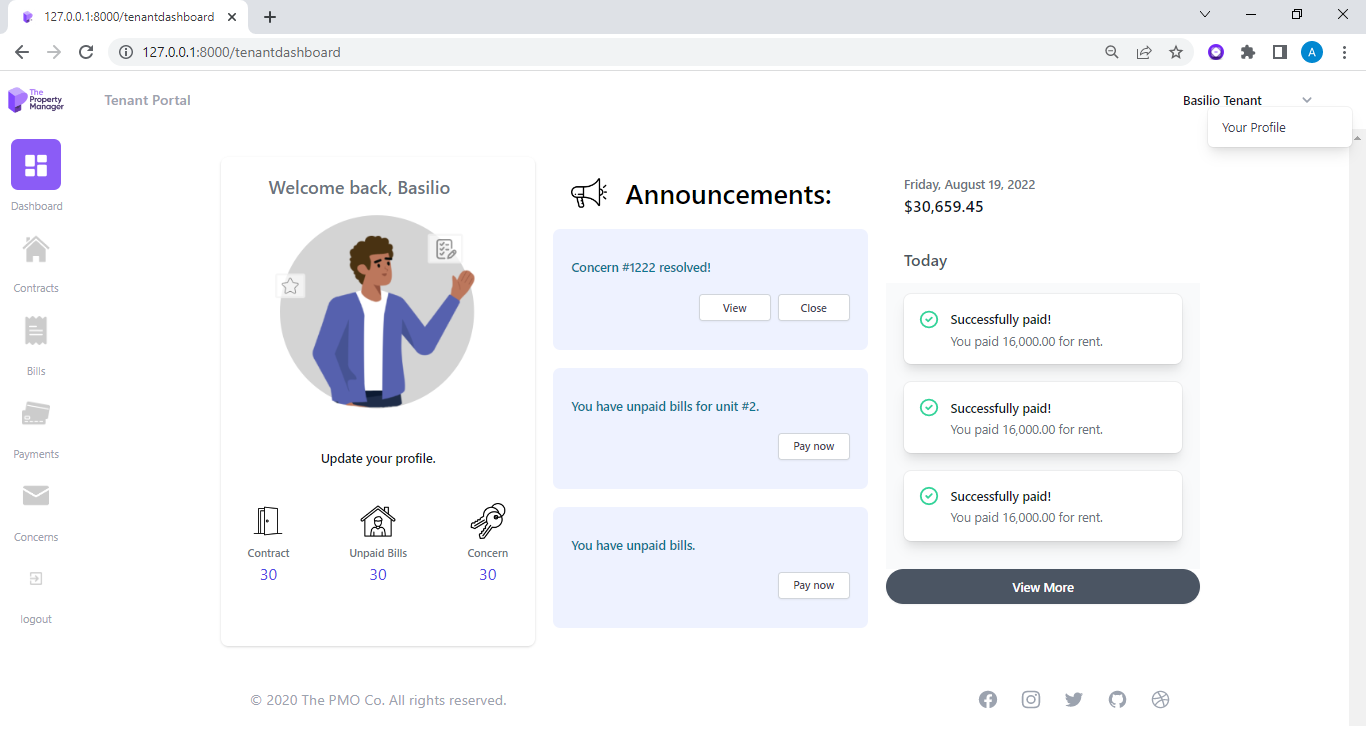 127.0.0.1:8000/tenantdashboard
127.0.0.1:8000/tenantdashboard
A
The
Property
Manager
Tenant Portal
Basilio Tenant
Your Profile
Dashboard
Contracts
Bills
Payments
Concerns
logout
Welcome back, Basilio
Update your profile.
Contract
Unpaid Bills
Concern
30
30
30
Announcements:
Concern #1222 resolved!
View
Close
You have unpaid bills for unit #2.
Pay now
You have unpaid bills.
Pay now
Friday, August 19, 2022
$30,659.45
Today
Successfully paid!
You paid 16,000.00 for rent.
Successfully paid!
You paid 16,000.00 for rent.
Successfully paid!
You paid 16,000.00 for rent.
View More
© 2020 The PMO Co. All rights reserved.